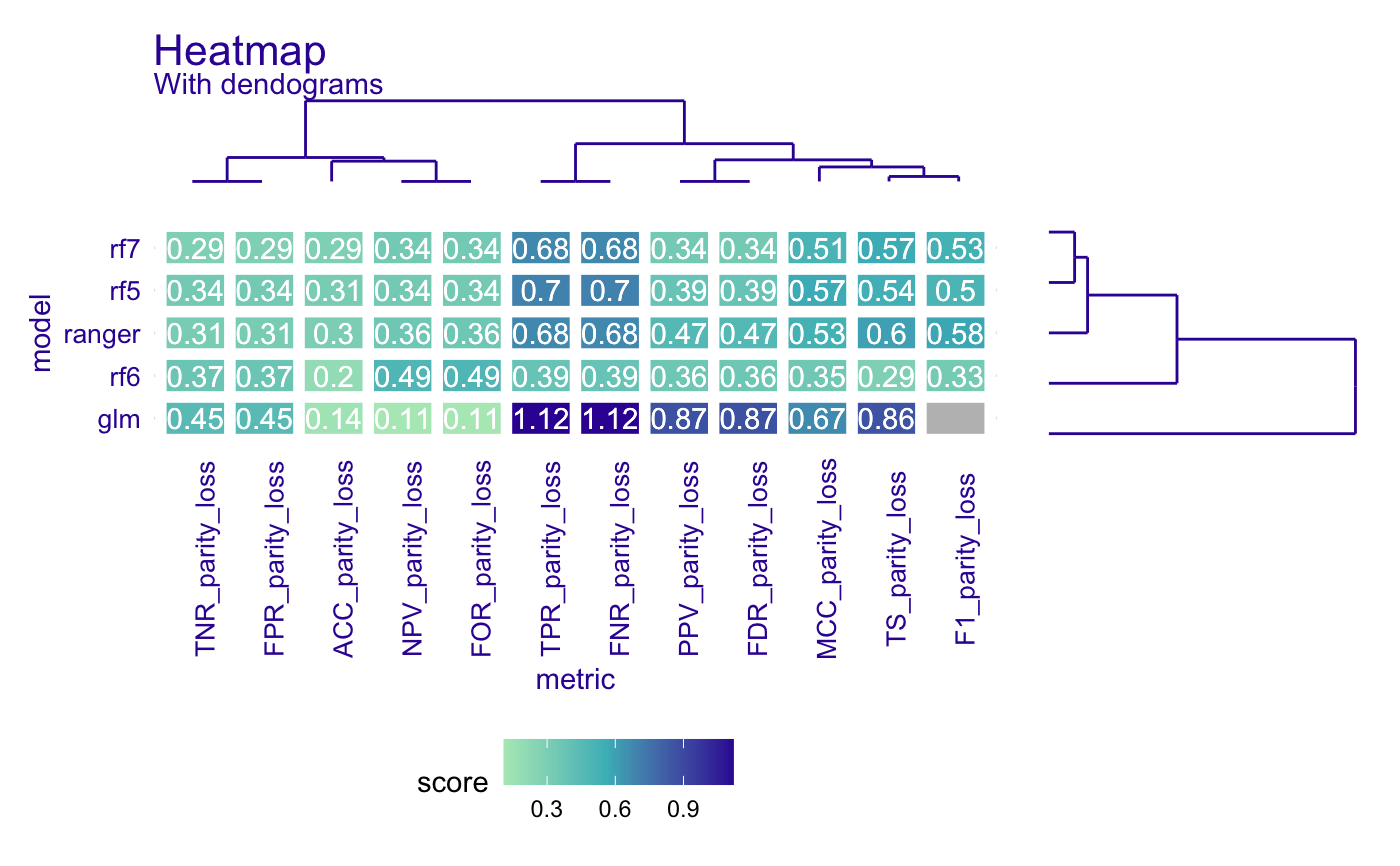 Heatmap
With dendograms
model
rf7 0.29 0.29 0.29 0.34 0.34 0.68 0.68 0.34 0.34 0.51 0.57 0.53
rf5 0.34 0.34 0.31 0.34 0.34 0.7 0.7 0.39 0.39 0.57 0.54 0.5
ranger 0.31 0.31 0.3 0.36 0.36 0.68 0.68 0.47 0.47 0.53 0.6 0.58
rf6 0.37 0.37 0.2 0.49 0.49 0.39 0.39 0.36 0.36 0.35 0.29 0.33
glm 0.45 0.45 0.14 0.11 0.11 1.12 1.12 0.87 0.87 0.67 0.86
TNR_parity_loss
FPR_parity_loss
ACC_parity_loss
NPV_parity_loss
FOR_parity_loss
TPR_parity_loss
FNR_parity_loss
PPV_parity_loss
FDR_parity_loss
MCC_parity_loss
TS_parity_loss
F1_parity_loss
metric
score
0.3 0.6 0.9